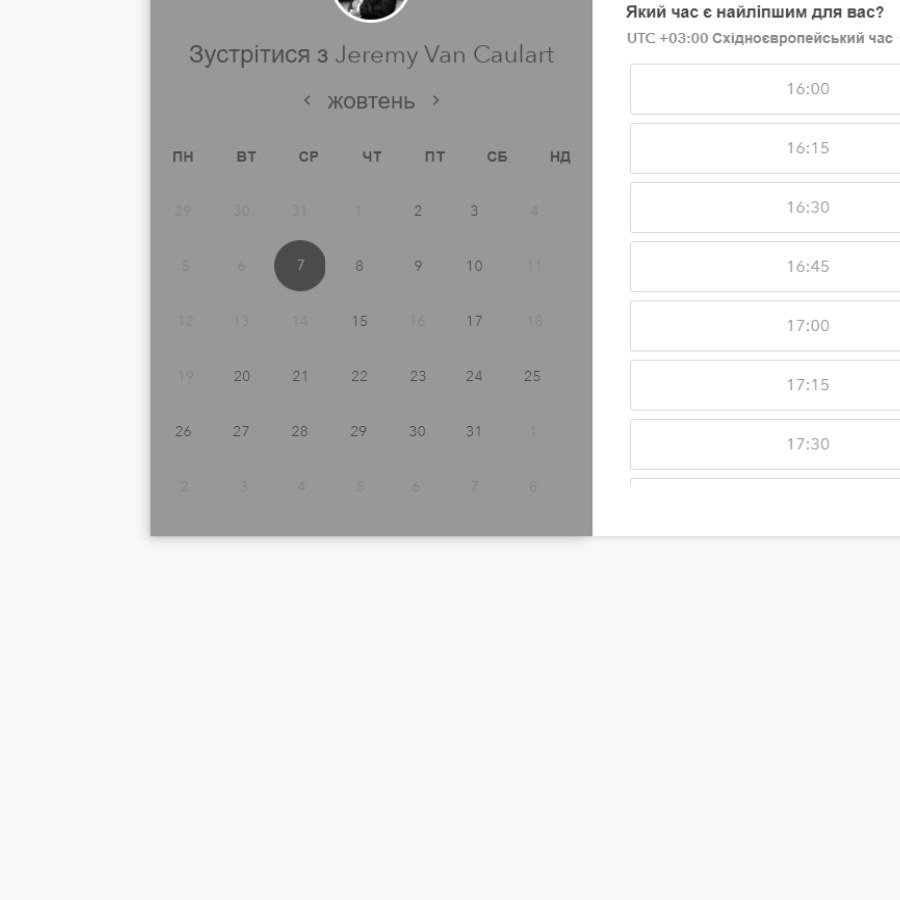 Зустрітися з Jeremy Van Caulart
‹ жовтень ›
ПН ВТ СР ЧТ ПТ СБ НД
29 30 31 1 2 3 4
5 6 7 8 9 10 11
12 13 14 15 16 17 18
19 20 21 22 23 24 25
26 27 28 29 30 31 1
2 3 4 5 6 7 8
Який час є найліпшим для вас?
UTC +03:00 Східноєвропейський час
16:00
16:15
16:30
16:45
17:00
17:15
17:30